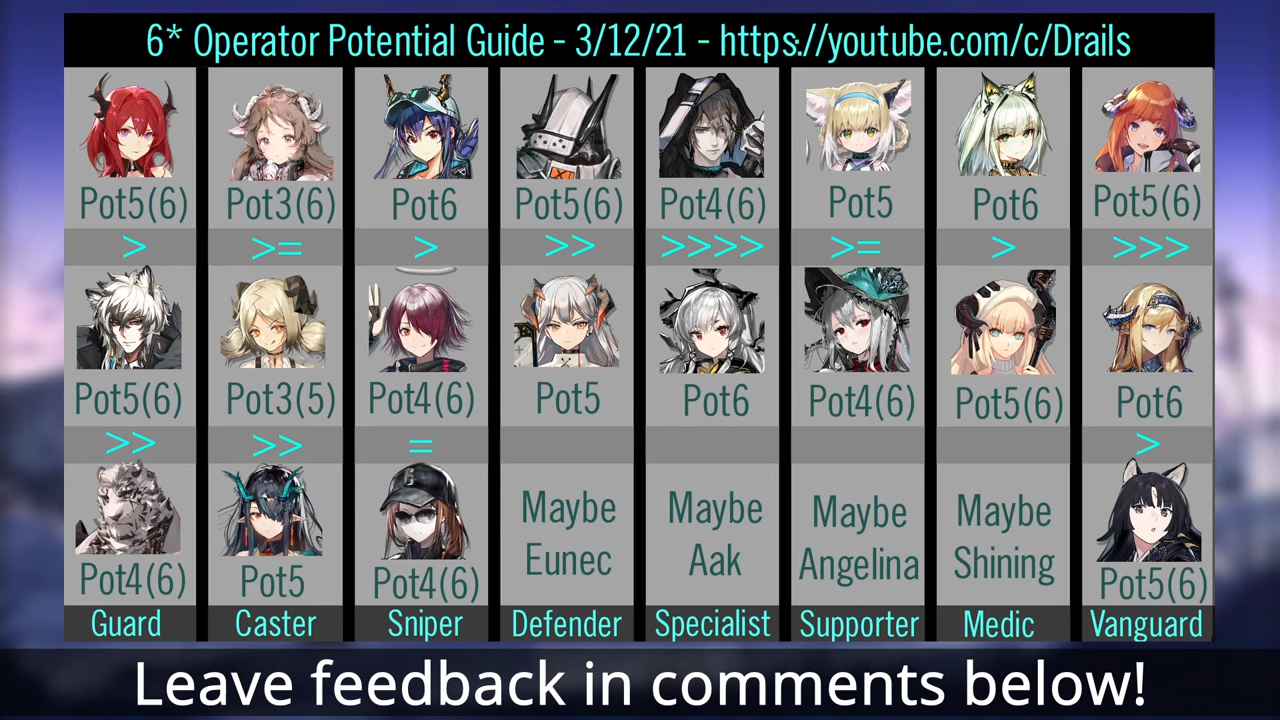 6* Operator Potential Guide - 3/12/21 - https://youtube.com/c/Drails
Pot5(6) Pot3(6) Pot6 Pot5(6) Pot4(6) Pot5 Pot6 Pot5(6)
> >= > >> >>>> >= > >>>
Pot5(6) Pot3(5) Pot4(6) Pot5 Pot6 Pot4(6) Pot5(6) Pot6
>> >> = >
Maybe Maybe Maybe Maybe
Eunec Aak Angelina Shining
Pot4(6) Pot5 Pot4(6) Pot5(6)
Guard Caster Sniper Defender Specialist Supporter Medic Vanguard
Leave feedback in comments below!